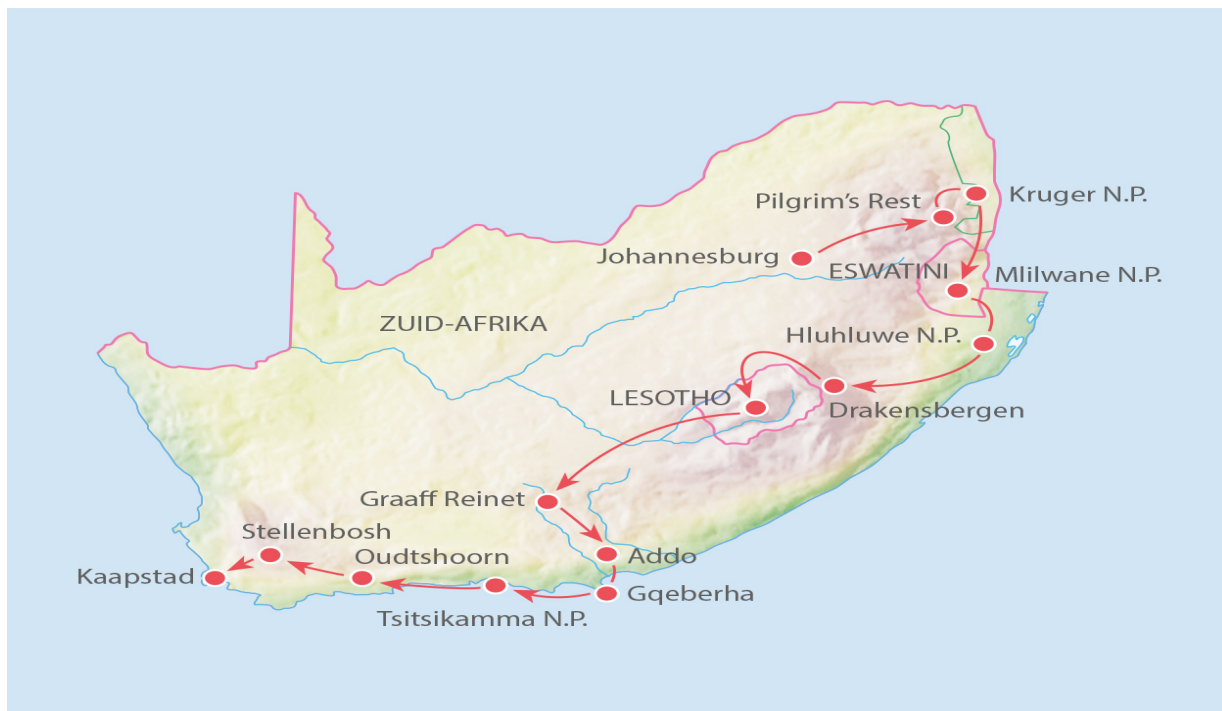 Pilgrim's Rest
Kruger N.P.
Johannesburg
ESWATINI
Mlilwane N.P.
ZUID-AFRIKA
Hluhluwe N.P.
LESOTHO
Drakensbergen
Graaff Reinet
Stellenbosh
Oudtshoorn
Addo
Kaapstad
Gqeberha
Tsitsikamma N.P.